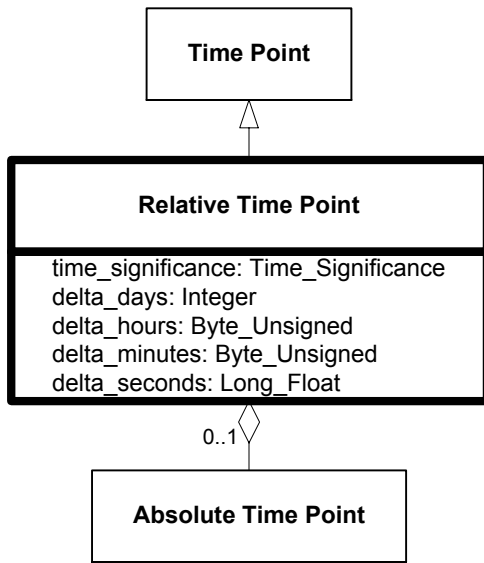 Time Point
Relative Time Point
time_significance: Time_Significance
delta_days: Integer
delta_hours: Byte_Unsigned
delta_minutes: Byte_Unsigned
delta_seconds: Long_Float
0..1
Absolute Time Point